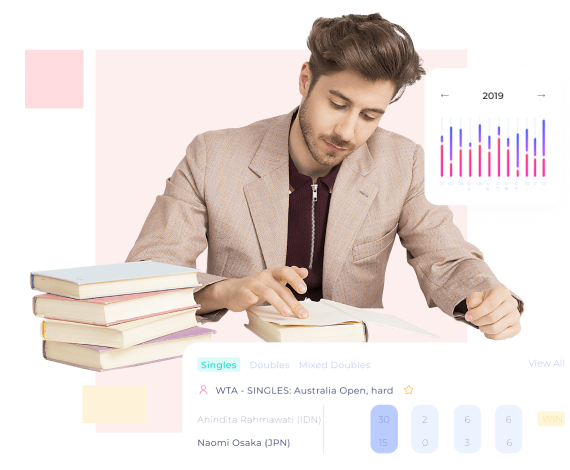 2019
Singles Doubles Mixed Doubles View All
WTA - SINGLES: Australia Open, hard
Anindita Rahmawati (IDN) 30 2 6 6 WIN
Naomi Osaka (JPN) 15 0 3 6